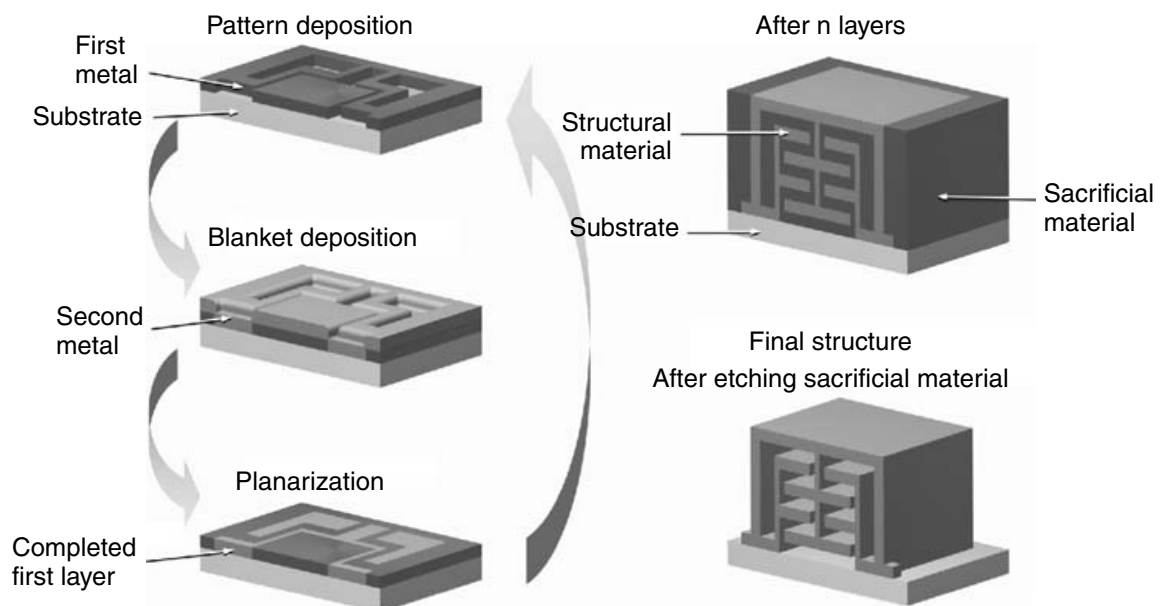 Pattern deposition
First
metal
Substrate
Blanket deposition
Second
metal
Planarization
Completed
first layer
After n layers
Structural
material
Substrate
Sacrificial
material
Final structure
After etching sacrificial material